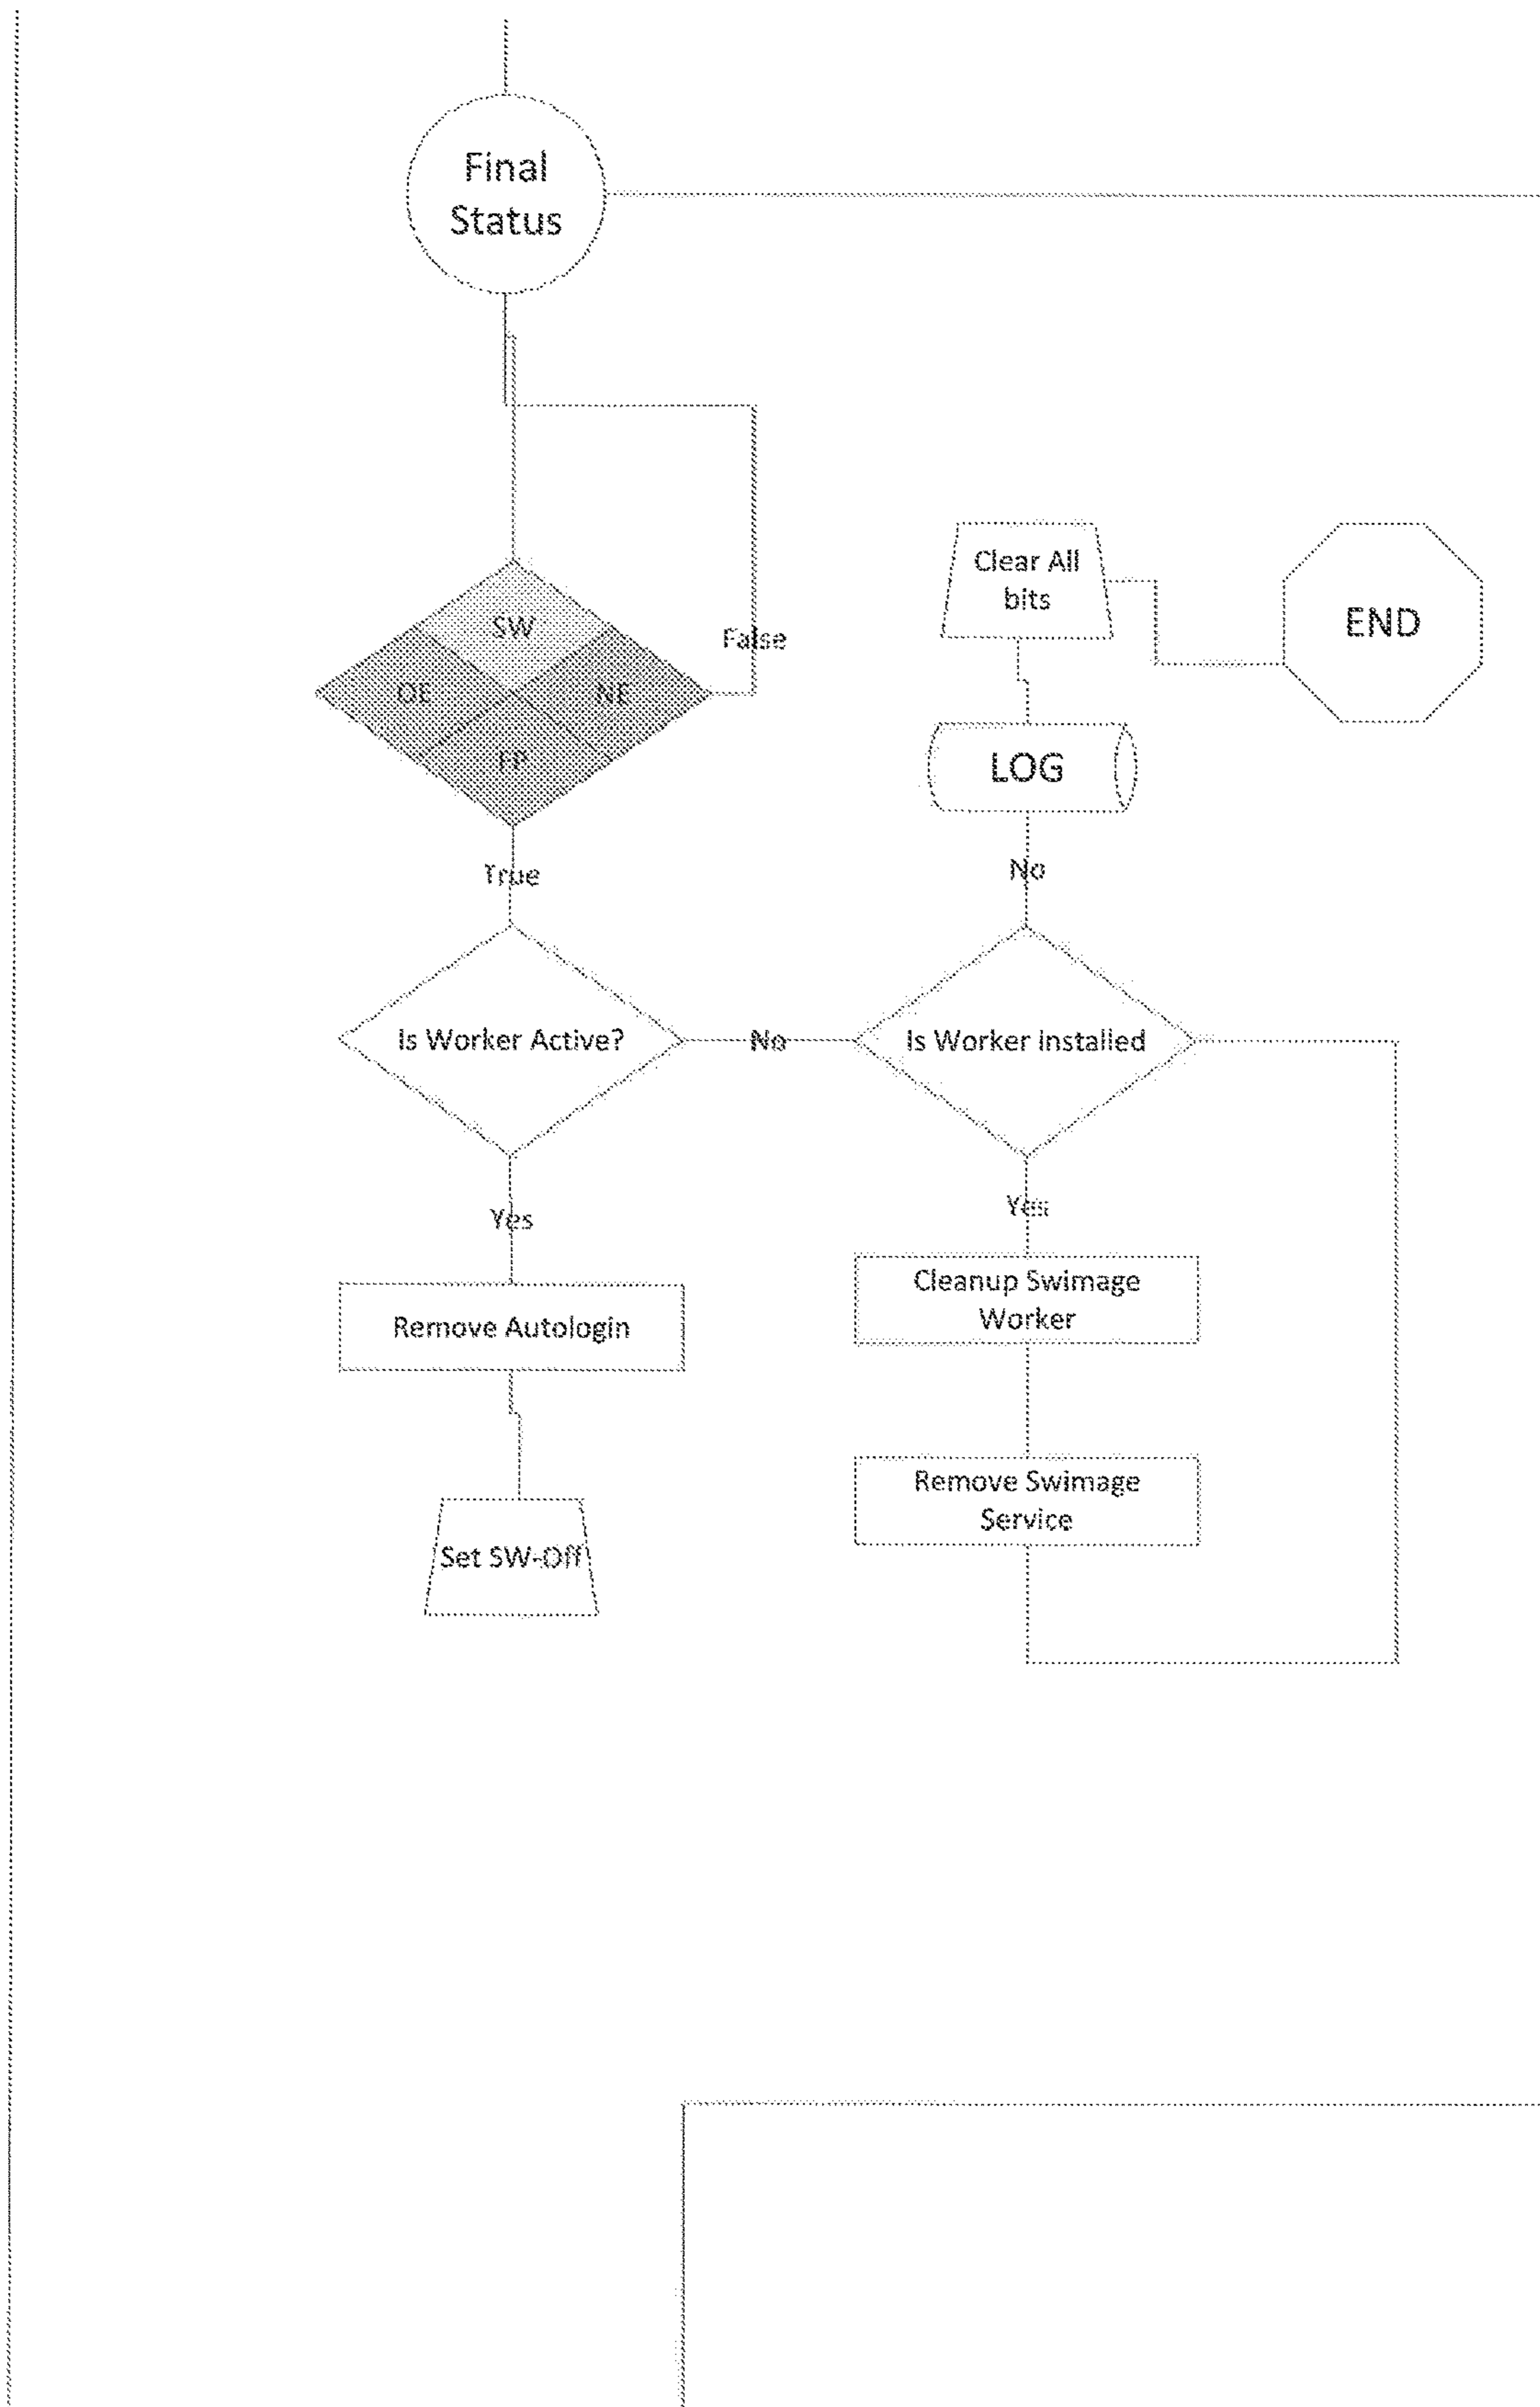 Final
Status
SW
False
OE
NE
FP
True
Clear All
bits
END
LOG
No
Is Worker Active?
No
Is Worker Installed
Yes
Yes
Remove Autologin
Cleanup Swimage
Worker
Remove Swimage
Service
Set SW-Off